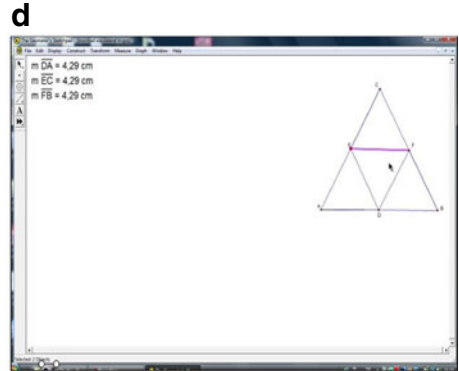 d
File Edit Display Construct Transform Measure Graph Window Help
m DA = 4,29 cm
m EC = 4,29 cm
m FB = 4,29 cm
A
C
F
A
D
B